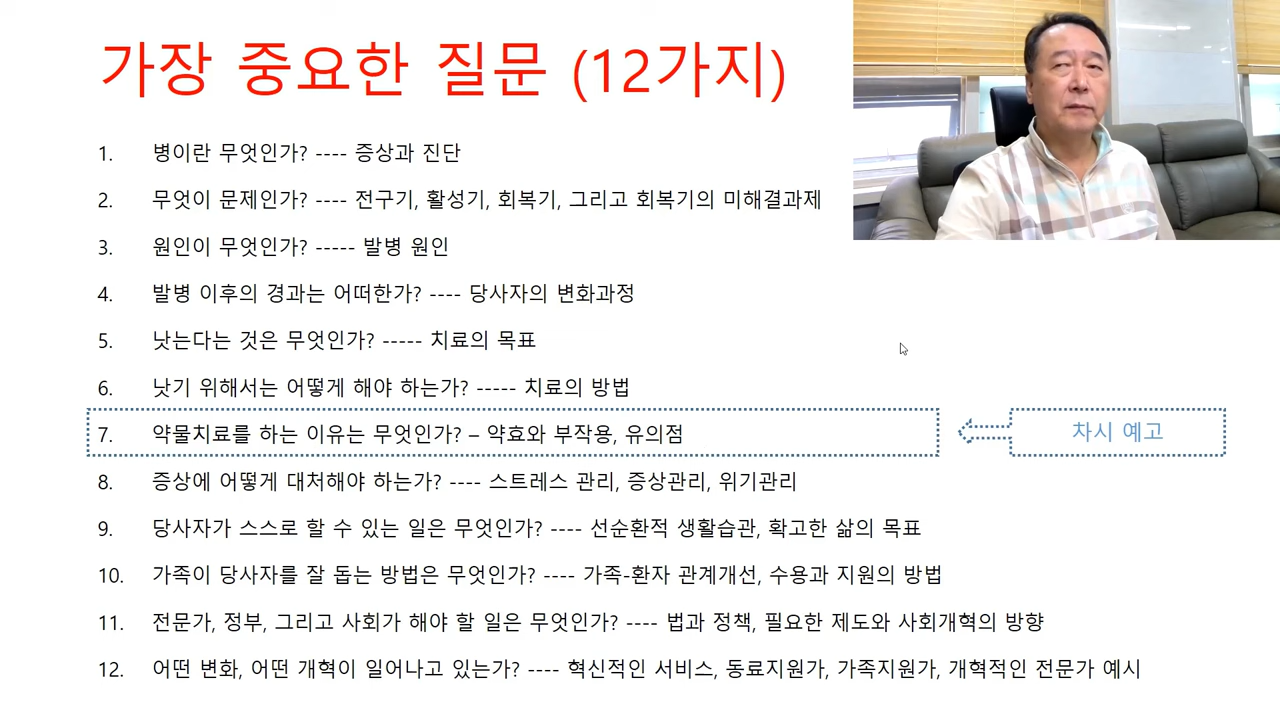 가장 중요한 질문 (12가지)
1. 병이란 무엇인가? ---- 증상과 진단
2. 무엇이 문제인가? ---- 전구기, 활성기, 회복기, 그리고 회복기의 미해결과제
3. 원인이 무엇인가? ----- 발병 원인
4. 발병 이후의 경과는 어떠한가? ---- 당사자의 변화과정
5. 낫는다는 것은 무엇인가? ----- 치료의 목표
6. 낫기 위해서는 어떻게 해야 하는가? ----- 치료의 방법
7. 약물치료를 하는 이유는 무엇인가? – 약효와 부작용, 유의점
차시 예고
8. 증상에 어떻게 대처해야 하는가? ---- 스트레스 관리, 증상관리, 위기관리
9. 당사자가 스스로 할 수 있는 일은 무엇인가? ---- 선순환적 생활습관, 확고한 삶의 목표
10. 가족이 당사자를 잘 돕는 방법은 무엇인가? ---- 가족-환자 관계개선, 수용과 지원의 방법
11. 전문가, 정부, 그리고 사회가 해야 할 일은 무엇인가? ---- 법과 정책, 필요한 제도와 사회개혁의 방향
12. 어떤 변화, 어떤 개혁이 일어나고 있는가? ---- 혁신적인 서비스, 동료지원가, 가족지원가, 개혁적인 전문가 예시